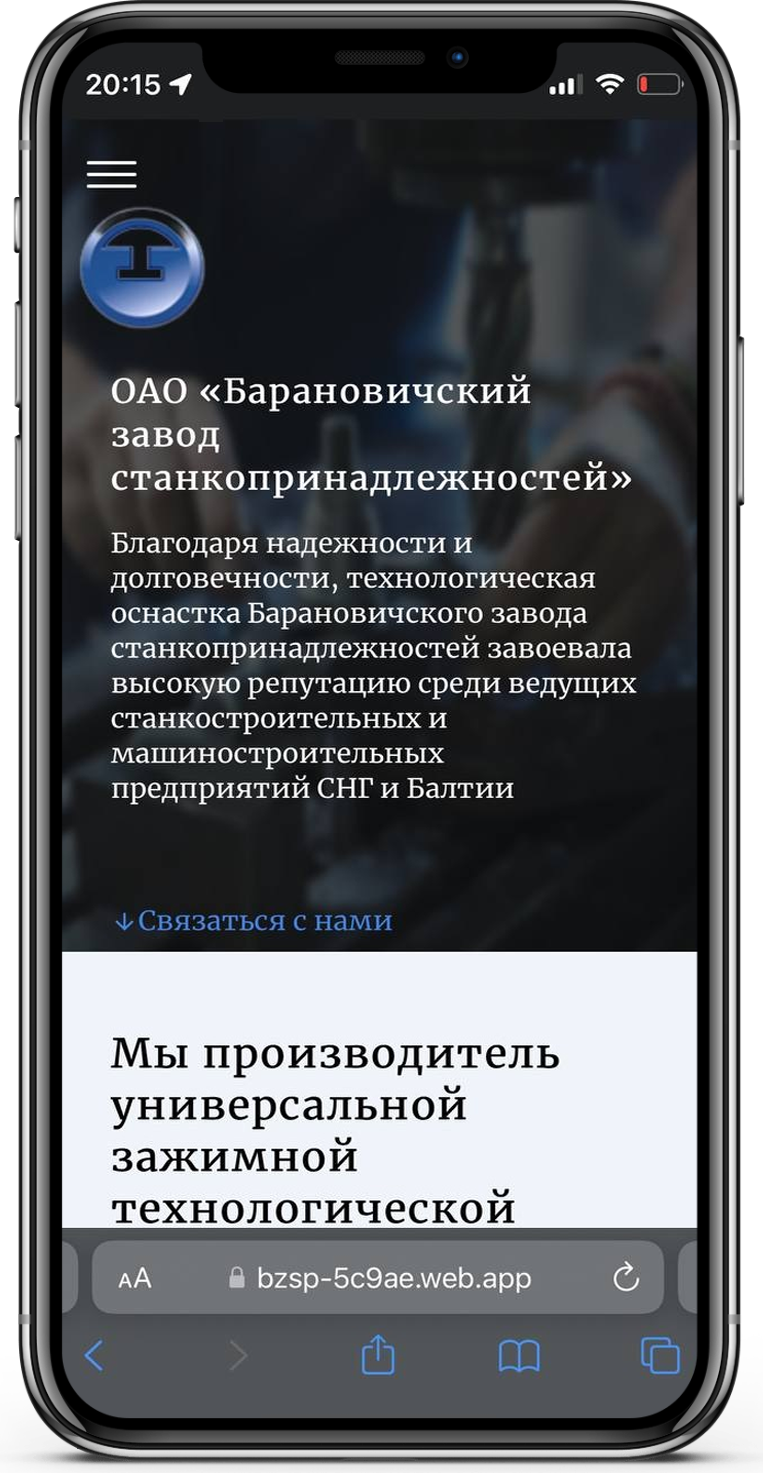 20:15
ОАО «Барановичский
завод
станкопринадлежностей»
Благодаря надежности и
долговечности, технологическая
оснастка Барановичского завода
станкопринадлежностей завоевала
высокую репутацию среди ведущих
станкостроительных и
машиностроительных
предприятий СНГ и Балтии
↓Связаться с нами
Мы производитель
универсальной
зажимной
технологической
AA bzsp-5c9ae.web.app